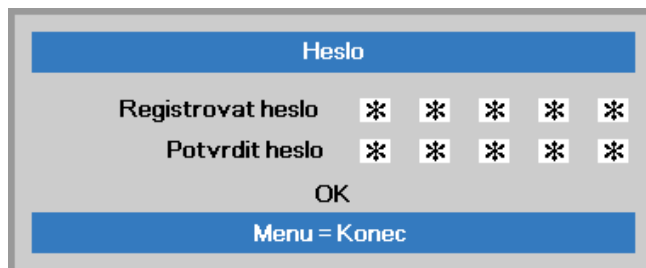 Heslo
Registrovat heslo * * * * *
Potvrdit heslo * * * * *
OK
Menu = Konec